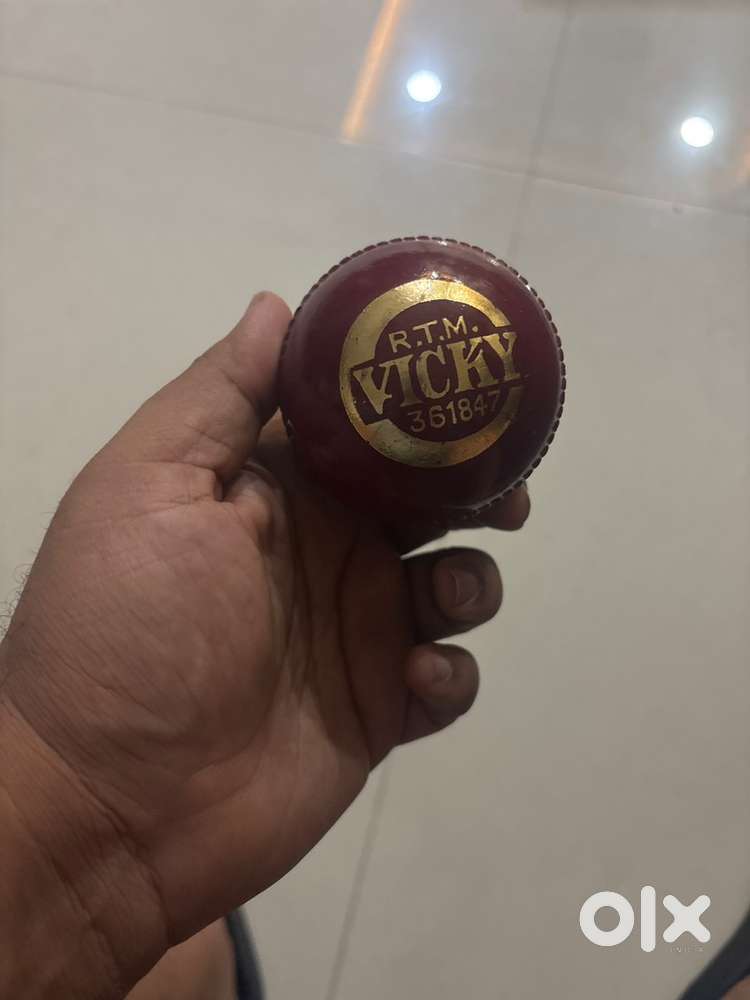 R.T.M.
VICKY
361847
olx